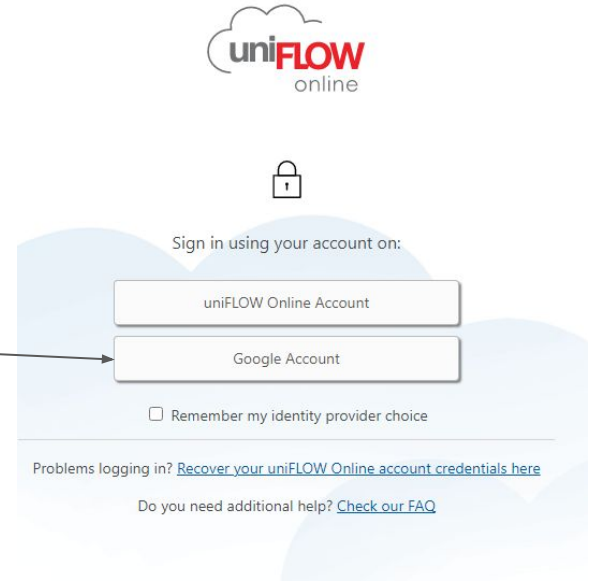 uniFLOW
online
Sign in using your account on:
uniFLOW Online Account
Google Account
Remember my identity provider choice
Problems logging in? Recover your uniFLOW Online account credentials here
Do you need additional help? Check our FAQ